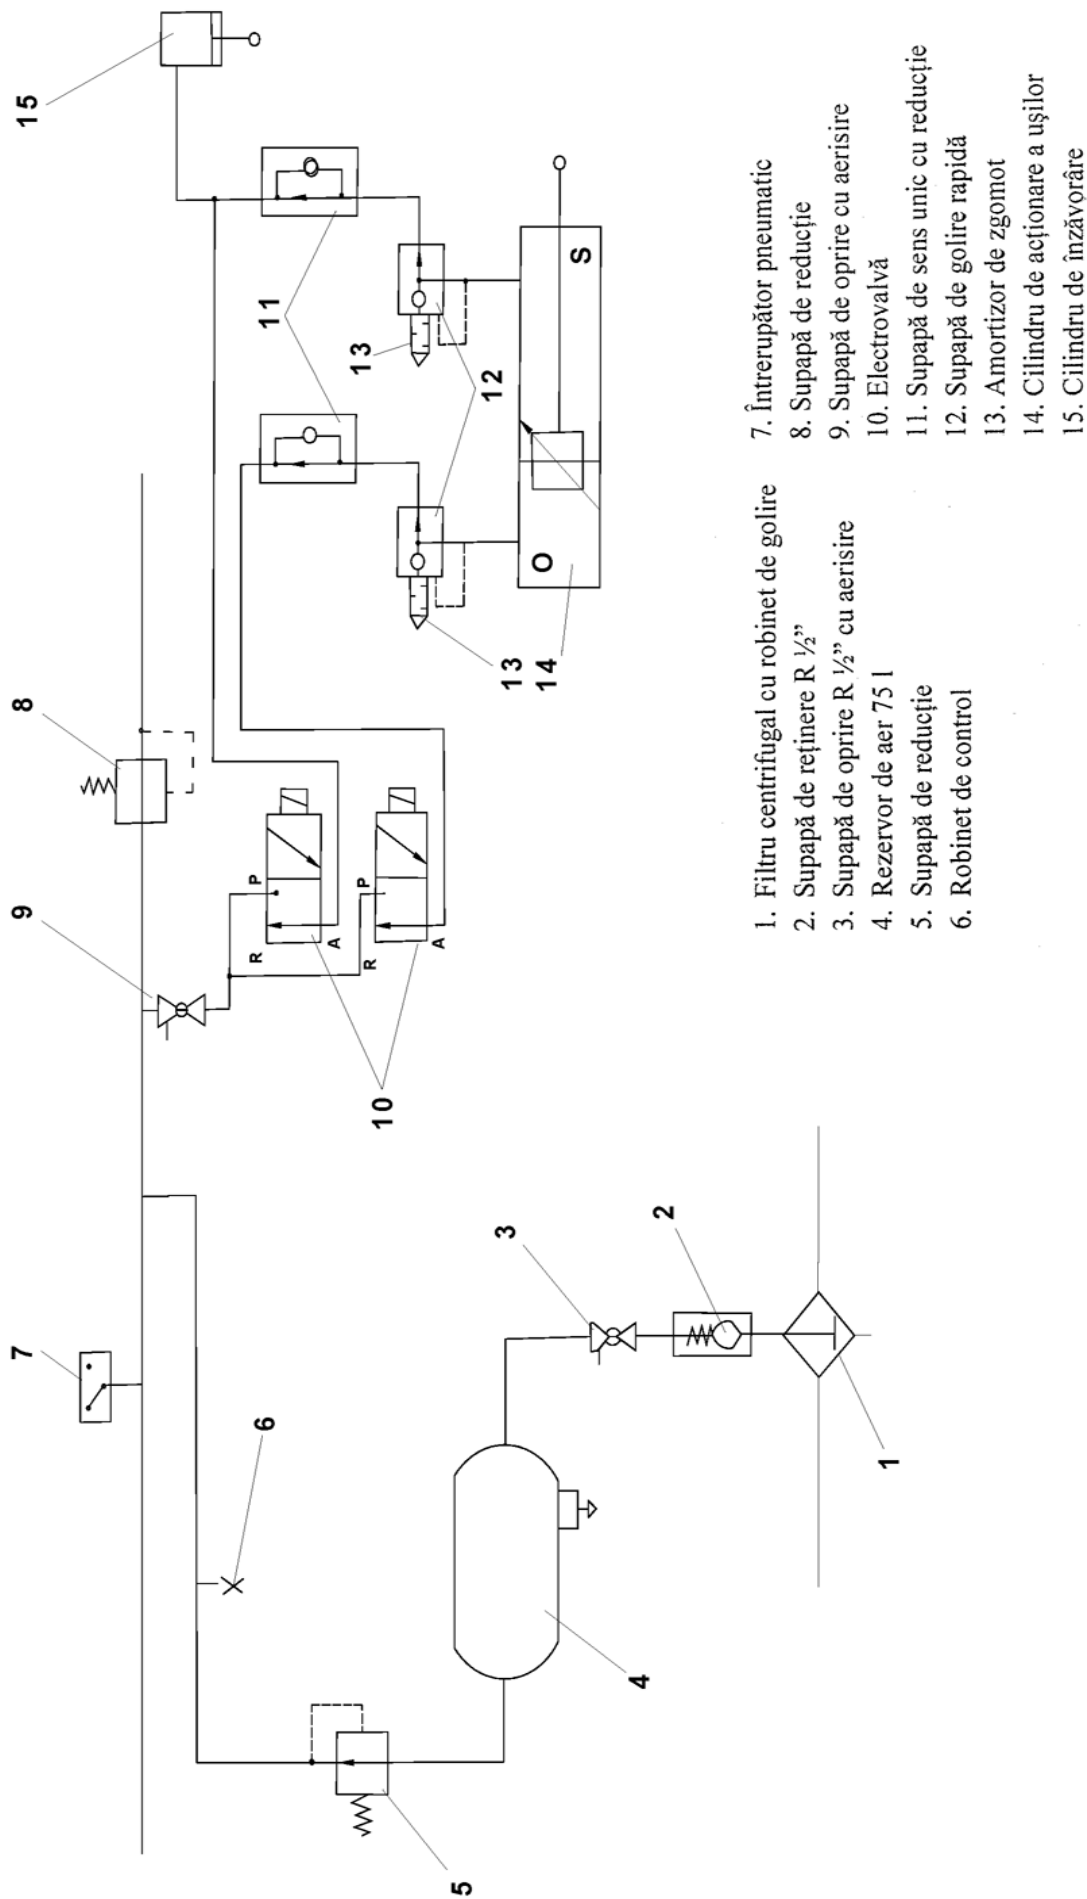 7
9
8
15
R
P
6
11
A
13
R
P
10
A
5
12
3
13
14
O
S
4
2
1
1. Filtru centrifugal cu robinet de golire
2. Supapă de reținere R ½”
3. Supapă de oprire R ½” cu aerisire
4. Rezervor de aer 75 l
5. Supapă de reducție
6. Robinet de control
7. Întrerupător pneumatic
8. Supapă de reducție
9. Supapă de oprire cu aerisire
10. Electrovalvă
11. Supapă de sens unic cu reducție
12. Supapă de golire rapidă
13. Amortizor de zgomot
14. Cilindru de acționare a ușilor
15. Cilindru de înzăvorâre